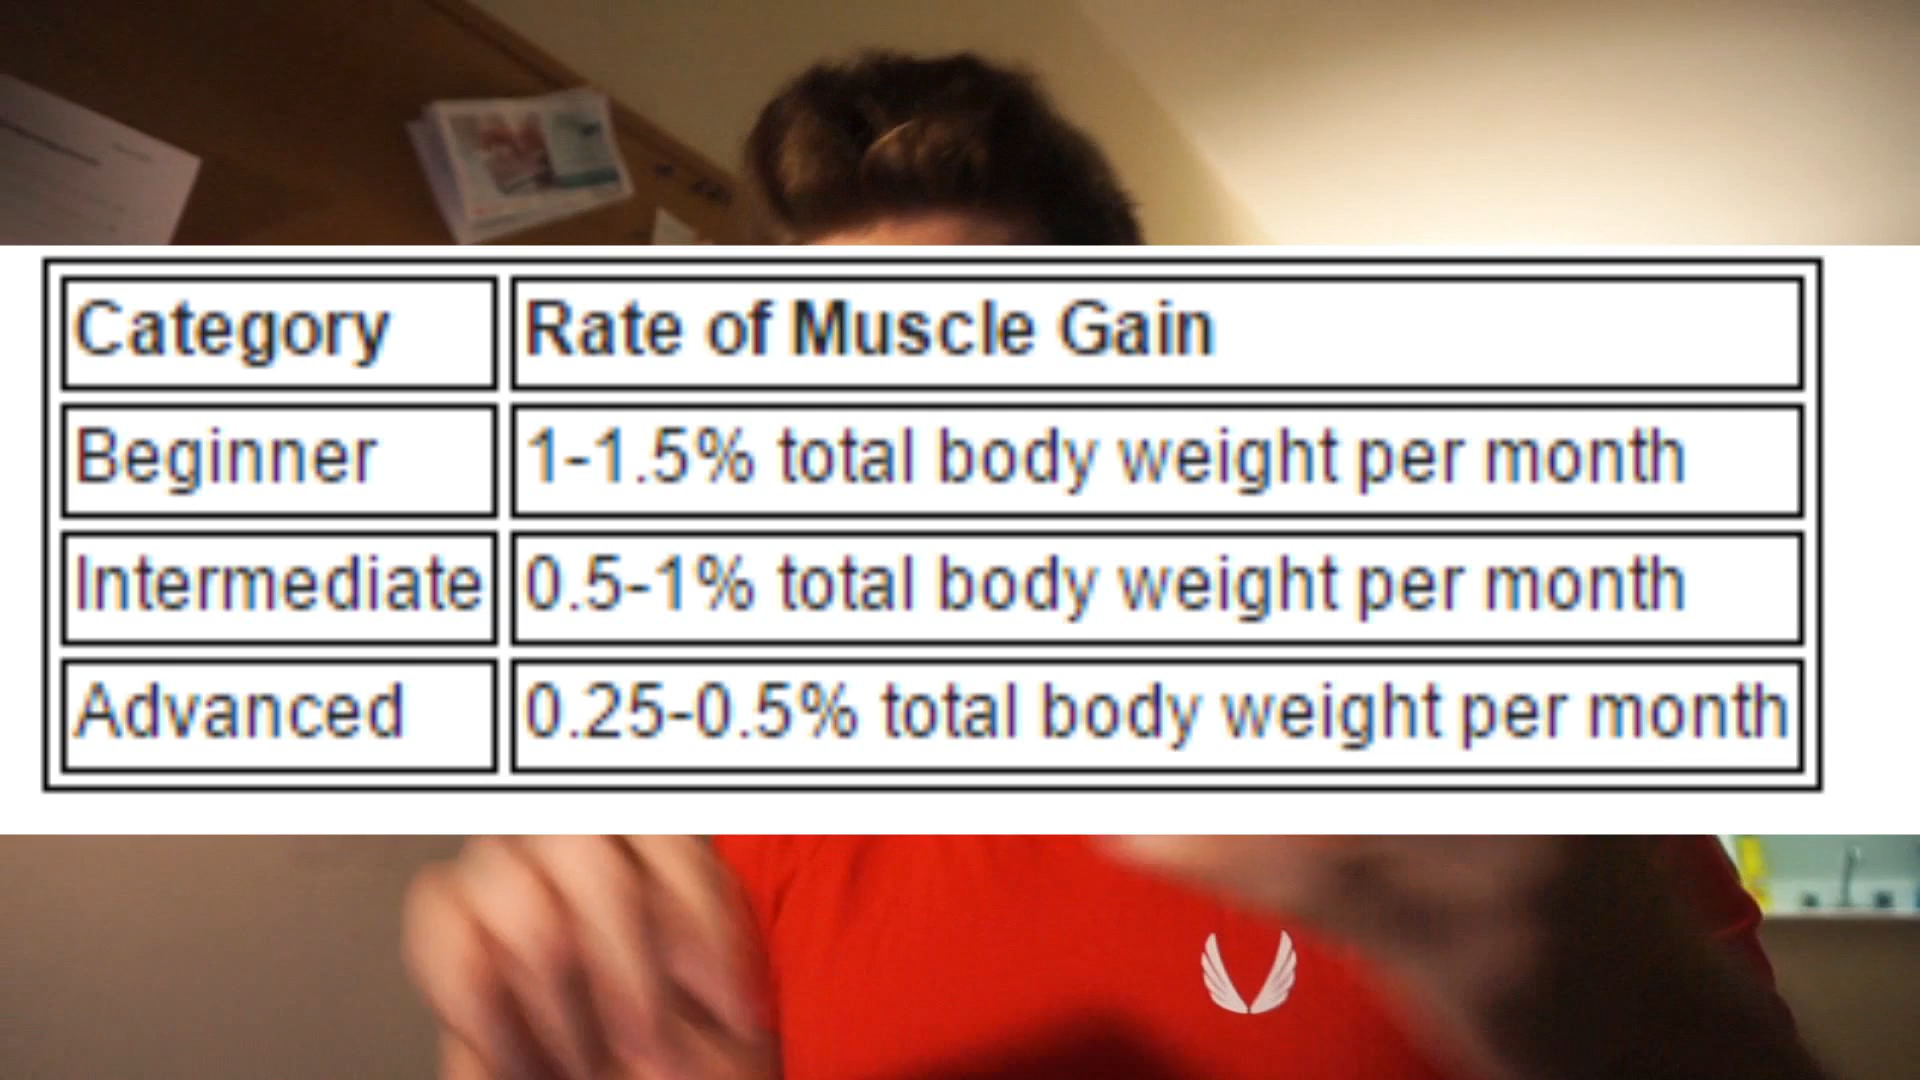 Category Rate of Muscle Gain
Beginner 1-1.5% total body weight per month
Intermediate 0.5-1% total body weight per month
Advanced 0.25-0.5% total body weight per month